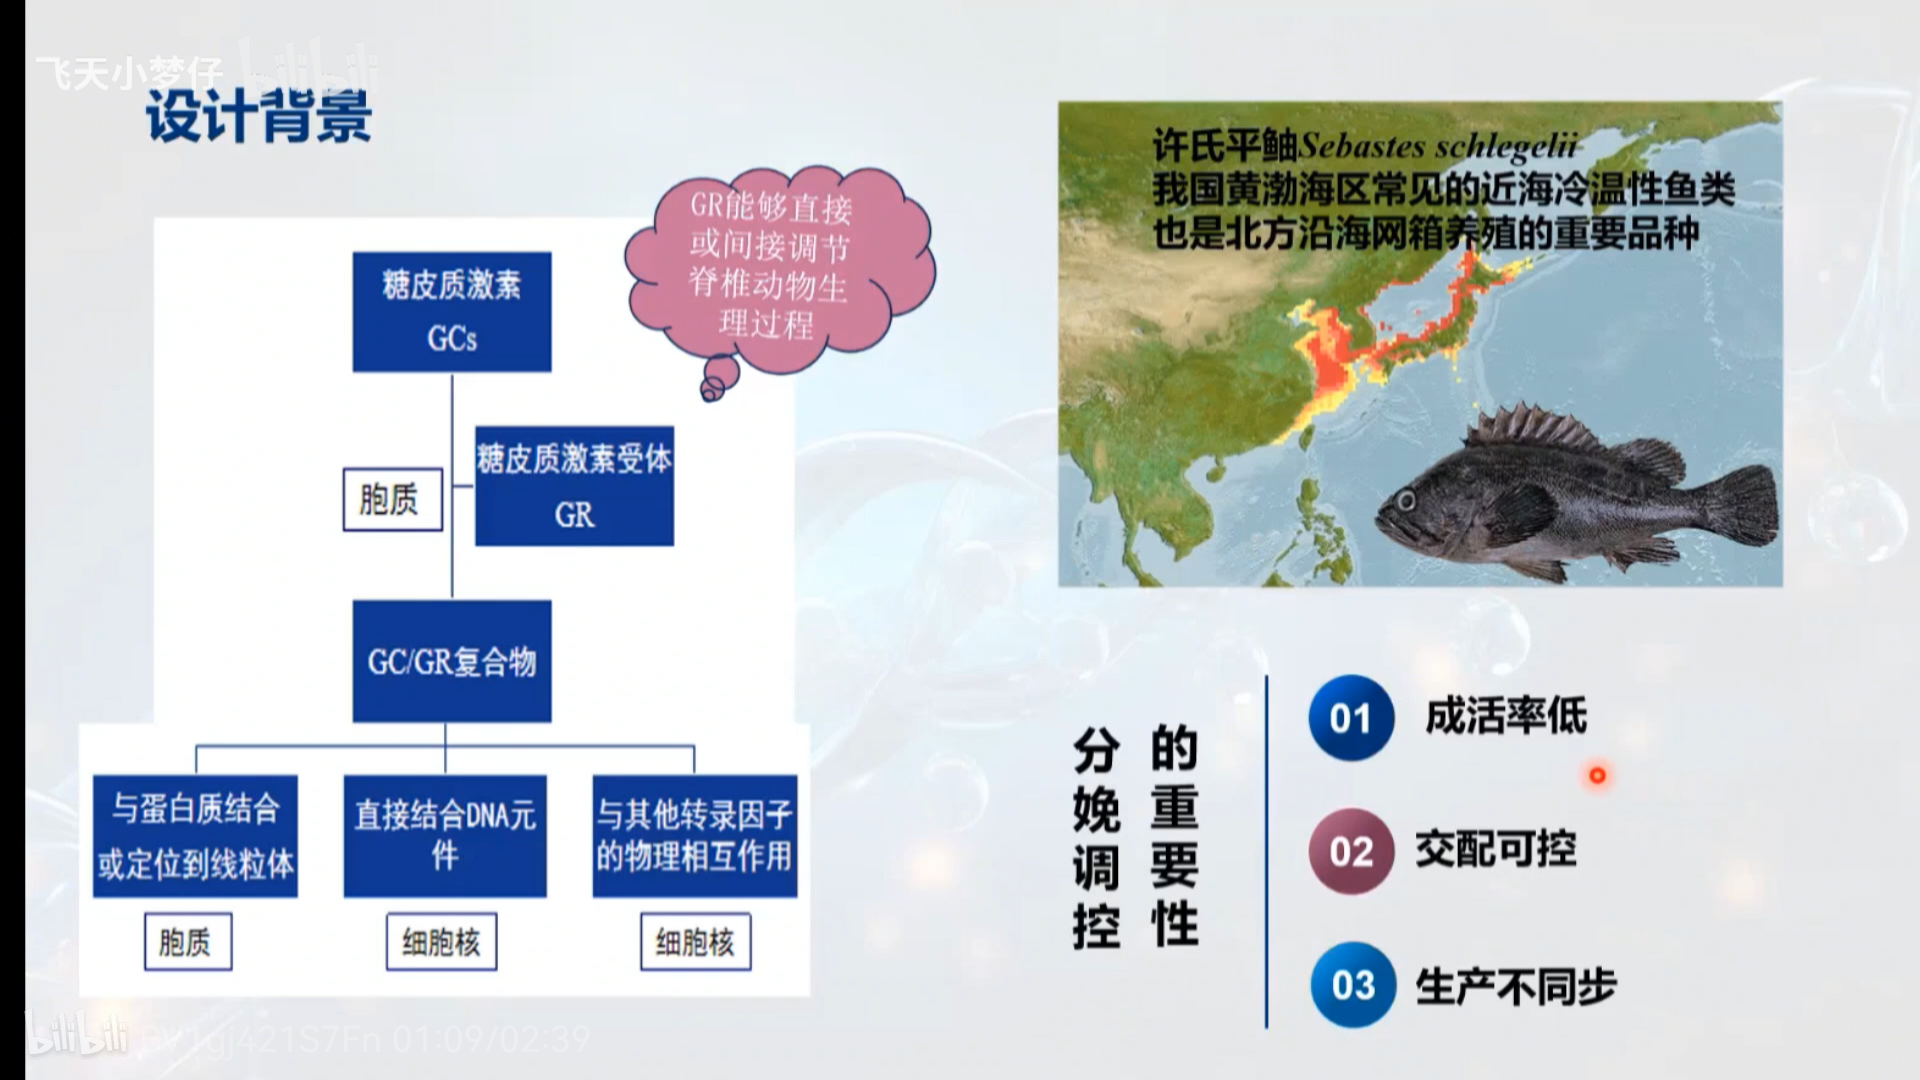 飞天小梦仔 bilibili
设计背景
GR能够直接
或间接调节
脊椎动物生
理过程
糖皮质激素
GCs
糖皮质激素受体
GR
胞质
GC/GR复合物
与蛋白质结合
或定位到线粒体
直接结合DNA元
件
与其他转录因子
的物理相互作用
胞质
细胞核
细胞核
许氏平鲉Sebastes schlegelii
我国黄渤海区常见的近海冷温性鱼类
也是北方沿海网箱养殖的重要品种
分娩调控
的重要性
01 成活率低
02 交配可控
03 生产不同步
bilibili BV1gj421S7Fn 01:09/02:39